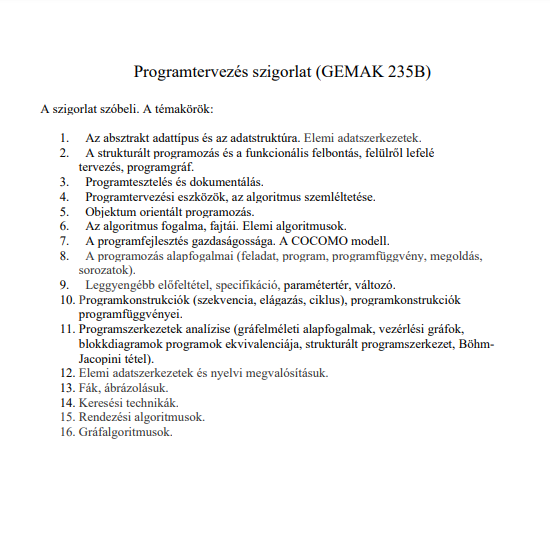 Programtervezés szigorlat (GEMAK 235B)
A szigorlat szóbeli. A témakörök:
1. Az absztrakt adattípus és az adatstruktúra. Elemi adatszerkezetek.
2. A strukturált programozás és a funkcionális felbontás, felülről lefelé
tervezés, programgráf.
3. Programtesztelés és dokumentálás.
4. Programtervezési eszközök, az algoritmus szemléltetése.
5. Objektum orientált programozás.
6. Az algoritmus fogalma, fajtái. Elemi algoritmusok.
7. A programfejlesztés gazdaságossága. A COCOMO modell.
8. A programozás alapfogalmai (feladat, program, programfüggvény, megoldás,
sorozatok).
9. Leggyengébb előfeltétel, specifikáció, paramétertér, változó.
10. Programkonstrukciók (szekvencia, elágazás, ciklus), programkonstrukciók
programfüggvényei.
11. Programszerkezetek analízise (gráfelméleti alapfogalmak, vezérlési gráfok,
blokkdiagramok programok ekvivalenciája, strukturált programszerkezet, Böhm-
Jacopini tétel).
12. Elemi adatszerkezetek és nyelvi megvalósításuk.
13. Fák, ábrázolásuk.
14. Keresési technikák.
15. Rendezési algoritmusok.
16. Gráfalgoritmusok.